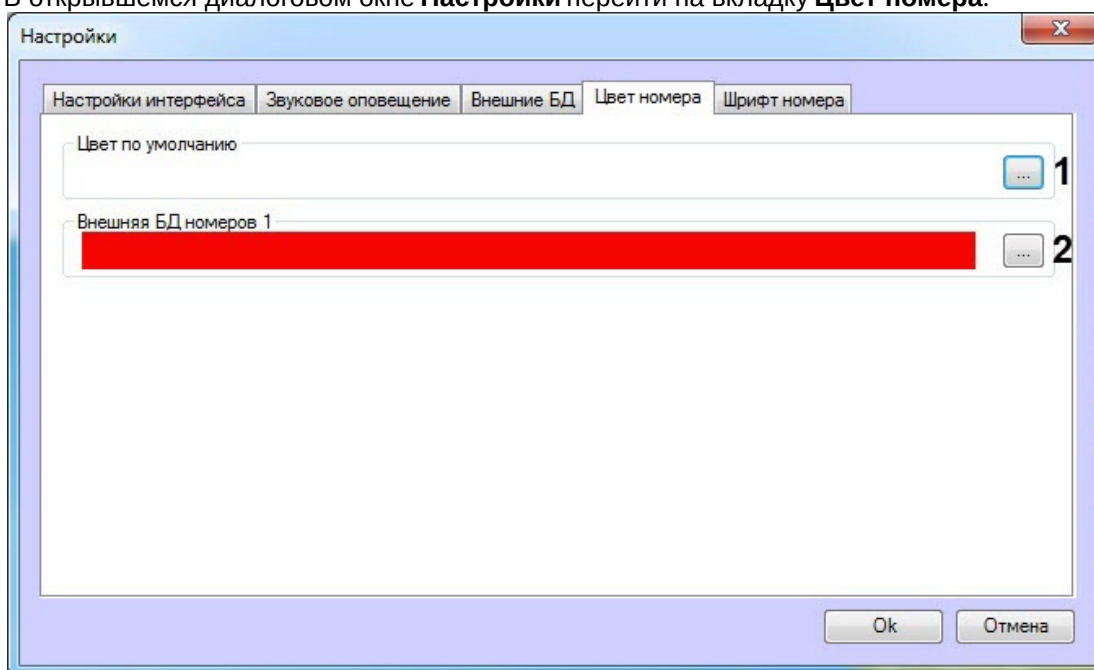 В открывшемся диалоговом окне Настройки перейти на вкладку Цвет номера.
Настройки
Настройки интерфейса Звуковое оповещение Внешние БД Цвет номера Шрифт номера
Цвет по умолчанию
... 1
Внешняя БД номеров 1
... 2
Ok Отмена